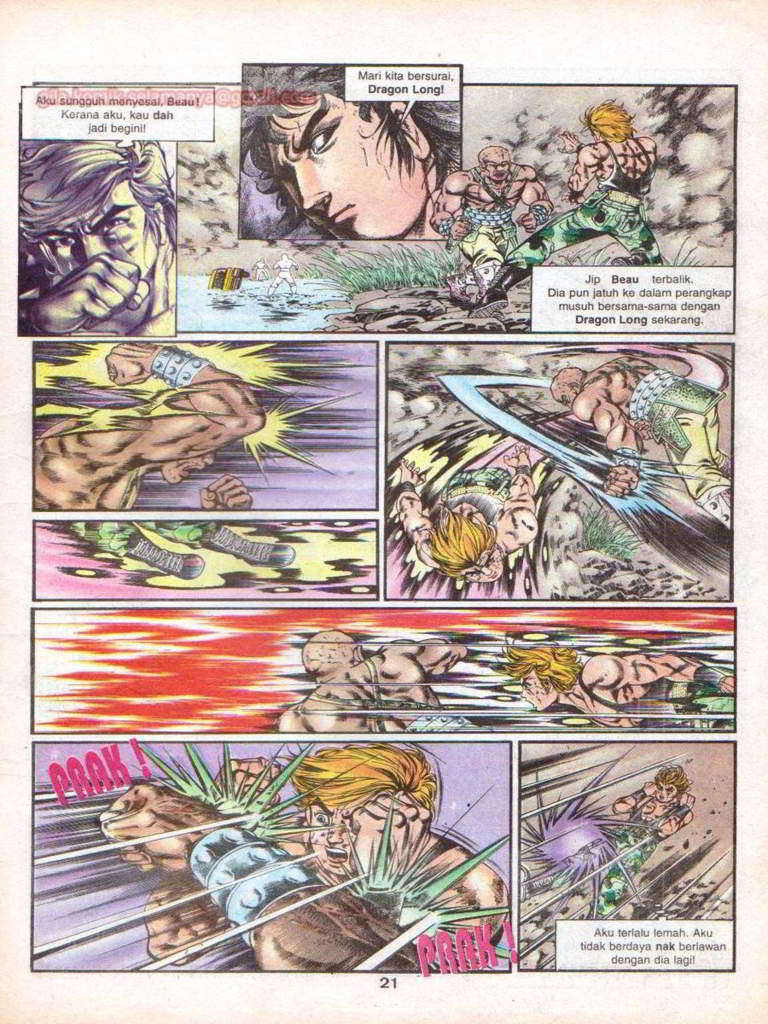 Mari kita bersurai,
Dragon Long!
Aku sungguh menyesal, Beau!
Kerana aku, kau dah
jadi begini!
Jip Beau terbalik.
Dia pun jatuh ke dalam perangkap
musuh bersama-sama dengan
Dragon Long sekarang.
PRAK!
PRAK!
Aku terlalu lemah. Aku
tidak berdaya nak berlawan
dengan dia lagi!
21